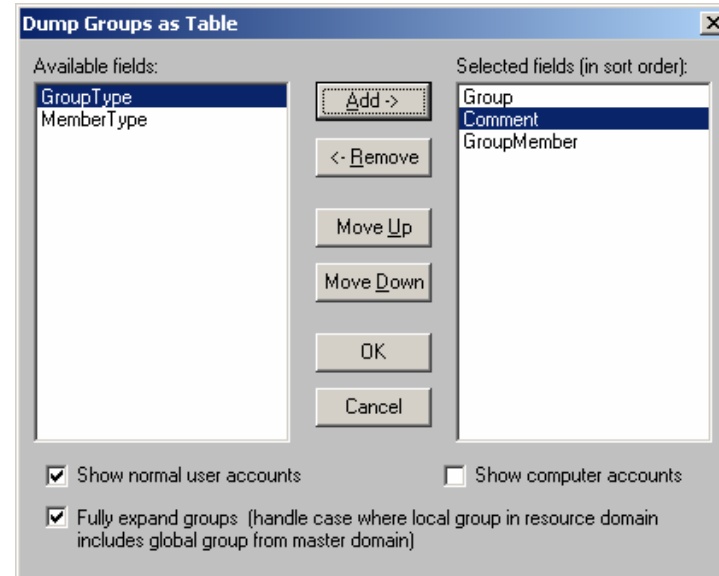 Dump Groups as Table
Available fields:
GroupType
MemberType
Add ->
<- Remove
Move Up
Move Down
OK
Cancel
Selected fields (in sort order):
Group
Comment
GroupMember
Show normal user accounts
Show computer accounts
Fully expand groups (handle case where local group in resource domain
includes global group from master domain)